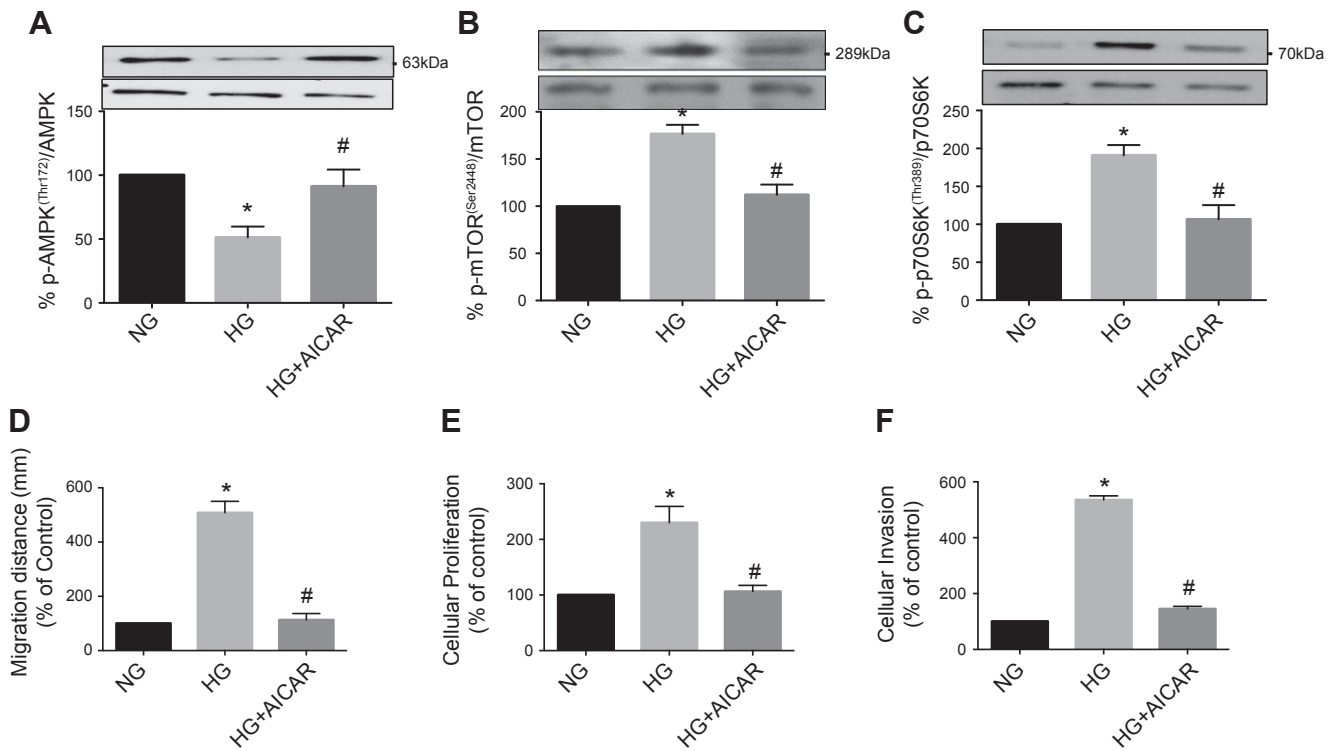 A
63kDa
% p-AMPK(Thr172)/AMPK
150
100
50
0
*
#
NG
HG
HG+AICAR
B
289kDa
% p-mTOR(Ser2448)/mTOR
200
150
100
50
0
*
#
NG
HG
HG+AICAR
C
70kDa
% p-p70S6K(Thr389)/p70S6K
250
200
150
100
50
0
*
#
NG
HG
HG+AICAR
D
Migration distance (mm)
(% of Control)
600
400
200
0
*
#
NG
HG
HG+AICAR
E
Cellular Proliferation
(% of control)
300
200
100
0
*
#
NG
HG
HG+AICAR
F
Cellular Invasion
(% of control)
600
400
200
0
*
#
NG
HG
HG+AICAR